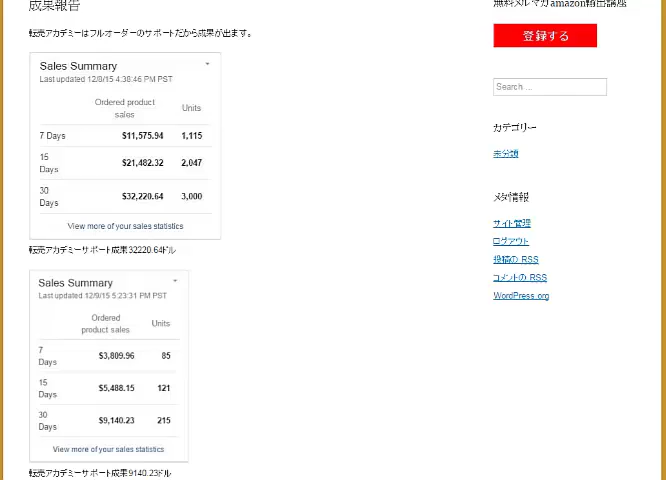 成果報告
転売アカデミーはフルオーダーのサポートだから成果が出ます。
Sales Summary
Last updated 12/8/15 4:38:46 PM PST
Ordered product sales Units
7 Days $11,575.94 1,115
15 Days $21,482.32 2,047
30 Days $32,220.64 3,000
View more of your sales statistics
転売アカデミーサポート成果32220.64ドル
Sales Summary
Last updated 12/9/15 5:23:31 PM PST
Ordered product sales Units
7 Days $3,809.96 85
15 Days $5,488.15 121
30 Days $9,140.23 215
View more of your sales statistics
転売アカデミーサポート成果9140.23ドル
無料メルマガamazon輸出講座
登録する
Search …
カテゴリー
未分類
メタ情報
サイト管理
ログアウト
投稿の RSS
コメントの RSS
WordPress.org